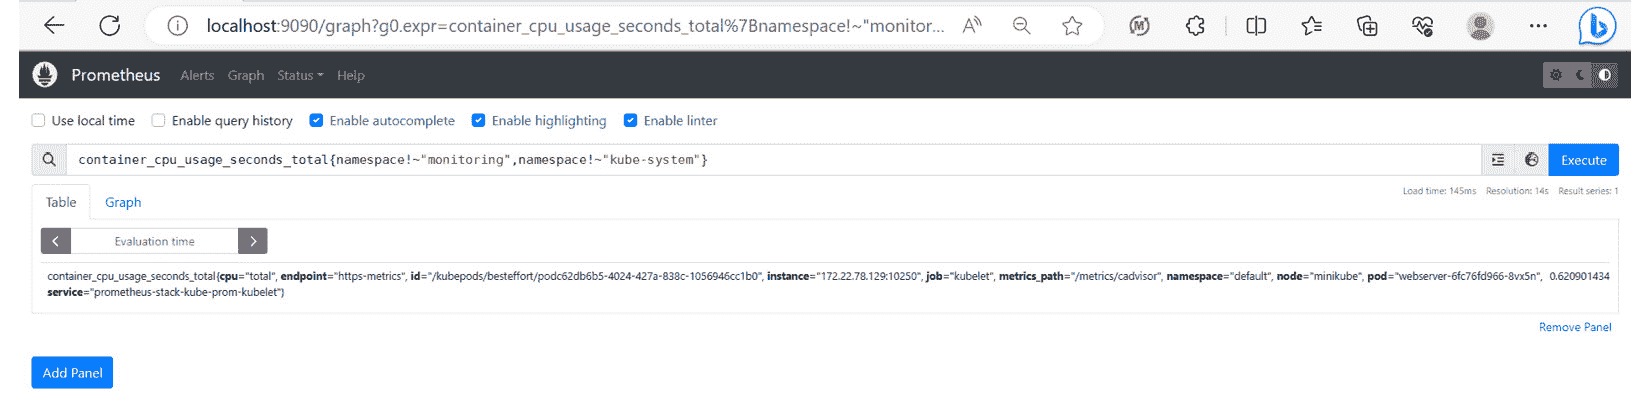 localhost:9090/graph?g0.expr=container_cpu_usage_seconds_total%7Bnamespace!~"monitor...
Prometheus Alerts Graph Status Help
Use local time Enable query history Enable autocomplete Enable highlighting Enable linter
container_cpu_usage_seconds_total{namespace!~"monitoring",namespace!~"kube-system"} Execute
Load time: 145ms Resolution: 14s Result series: 1
Table Graph
Evaluation time
container_cpu_usage_seconds_total{cpu="total", endpoint="https-metrics", id="/kubepods/besteffort/podc62db6b5-4024-427a-838c-1056946cc1b0", instance="172.22.78.129:10250", job="kubelet", metrics_path="/metrics/cadvisor", namespace="default", node="minikube", pod="webserver-6fc76fd966-8vx5n", 0.620901434
service="prometheus-stack-kube-prom-kubelet"}
Remove Panel
Add Panel